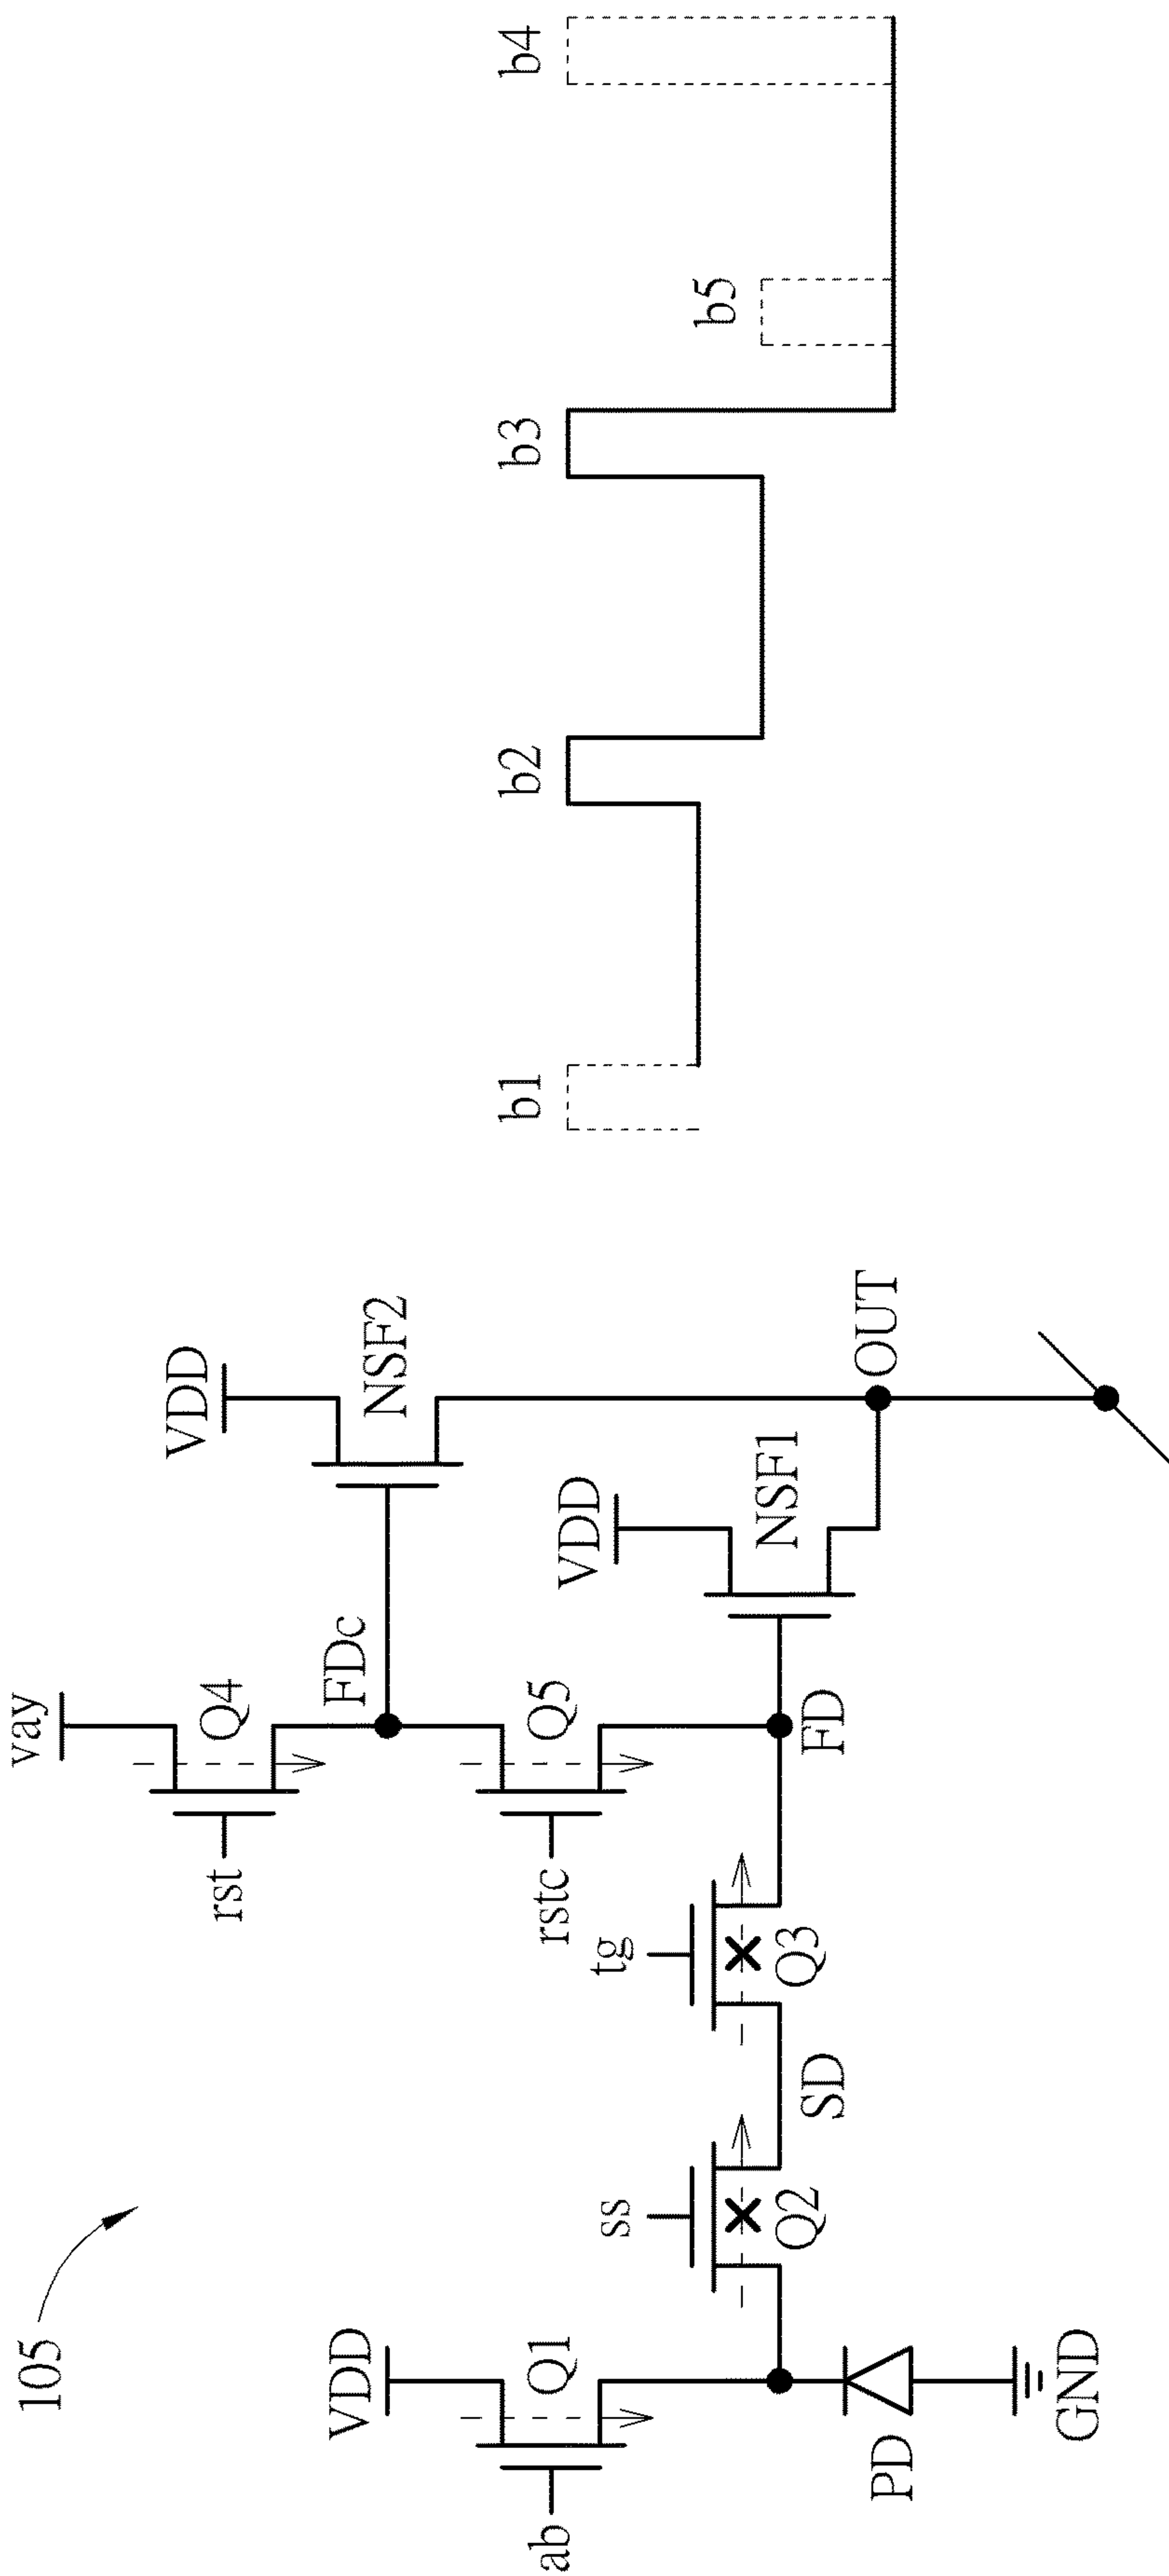 105
VDD
ab
Q1
PD
GND
ss
Q2
SD
tg
Q3
vay
rst
Q4
FDc
rstc
Q5
FD
VDD
NSF2
VDD
NSF1
OUT
b1
b2
b3
b5
b4